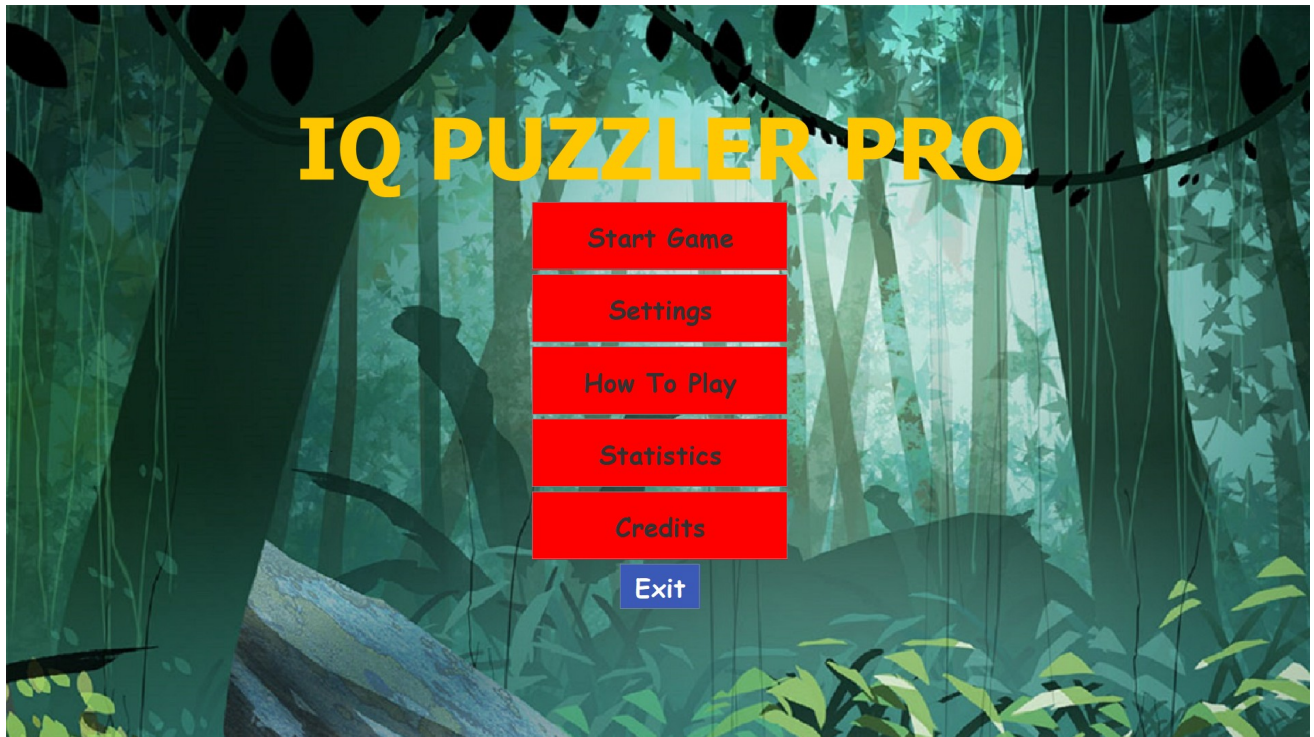 IQ PUZZLER PRO
Start Game
Settings
How To Play
Statistics
Credits
Exit